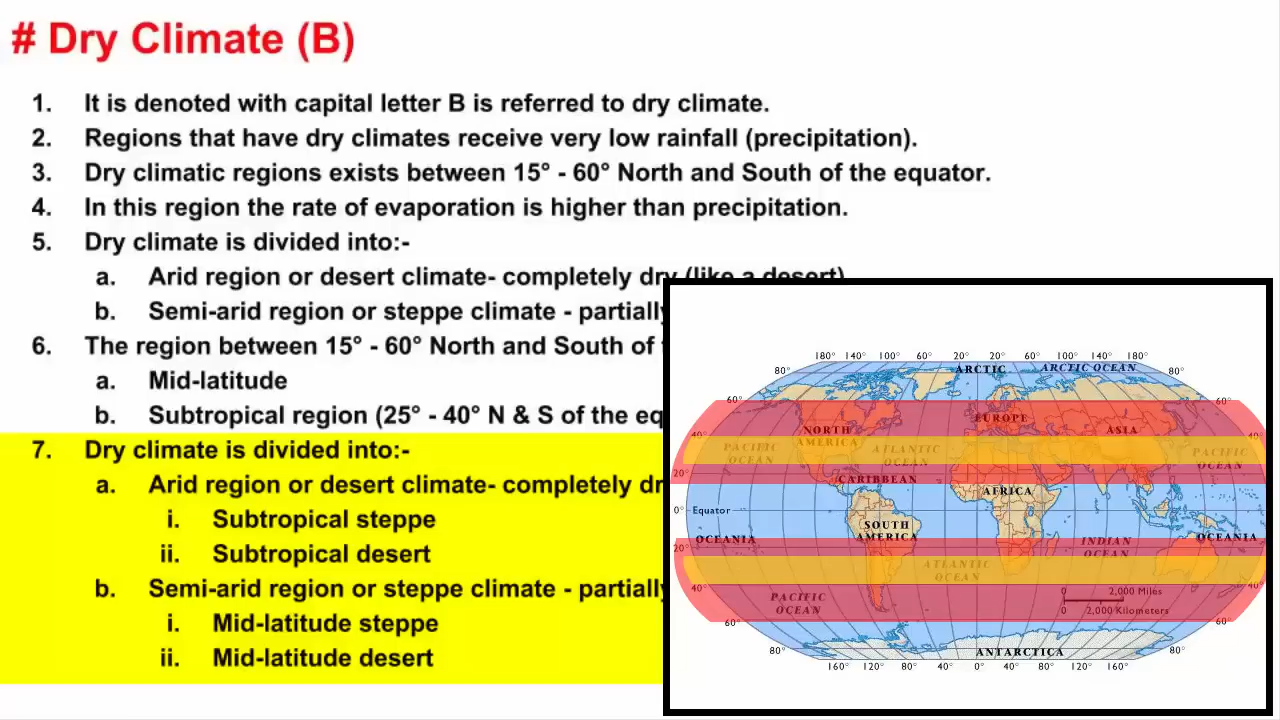 # Dry Climate (B)
1. It is denoted with capital letter B is referred to dry climate.
2. Regions that have dry climates receive very low rainfall (precipitation).
3. Dry climatic regions exists between 15° - 60° North and South of the equator.
4. In this region the rate of evaporation is higher than precipitation.
5. Dry climate is divided into:-
a. Arid region or desert climate- completely dry (like a desert)
b. Semi-arid region or steppe climate - partially
6. The region between 15° - 60° North and South of
a. Mid-latitude
b. Subtropical region (25° - 40° N & S of the eq
7. Dry climate is divided into:-
a. Arid region or desert climate- completely dr
i. Subtropical steppe
ii. Subtropical desert
b. Semi-arid region or steppe climate - partially
i. Mid-latitude steppe
ii. Mid-latitude desert
180° 140° 100° 60° 20° 20° 60° 100° 140° 180°
ARCTIC ARCTIC OCEAN
80° 80°
60° 60°
NORTH AMERICA
EUROPE
ASIA
40° 40°
PACIFIC OCEAN
ATLANTIC OCEAN
PACIFIC OCEAN
20°
CARIBBEAN
AFRICA
0° Equator
SOUTH AMERICA
OCEANIA
INDIAN OCEAN
OCEANIA
20°
ATLANTIC OCEAN
40° 40°
PACIFIC OCEAN
0 2,000 Miles
0 2,000 Kilometers
60° 60°
80° 80°
ANTARCTICA
160° 120° 80° 40° 0° 40° 80° 120° 160°